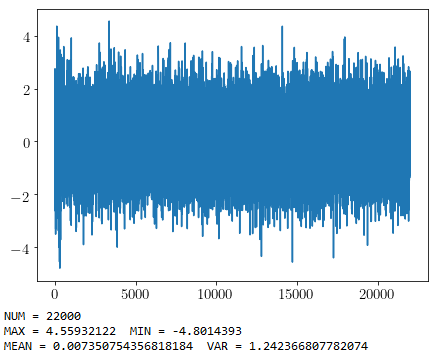 4
2
0
−2
−4
0 5000 10000 15000 20000
NUM = 22000
MAX = 4.55932122 MIN = -4.8014393
MEAN = 0.007350754356818184 VAR = 1.242366807782074